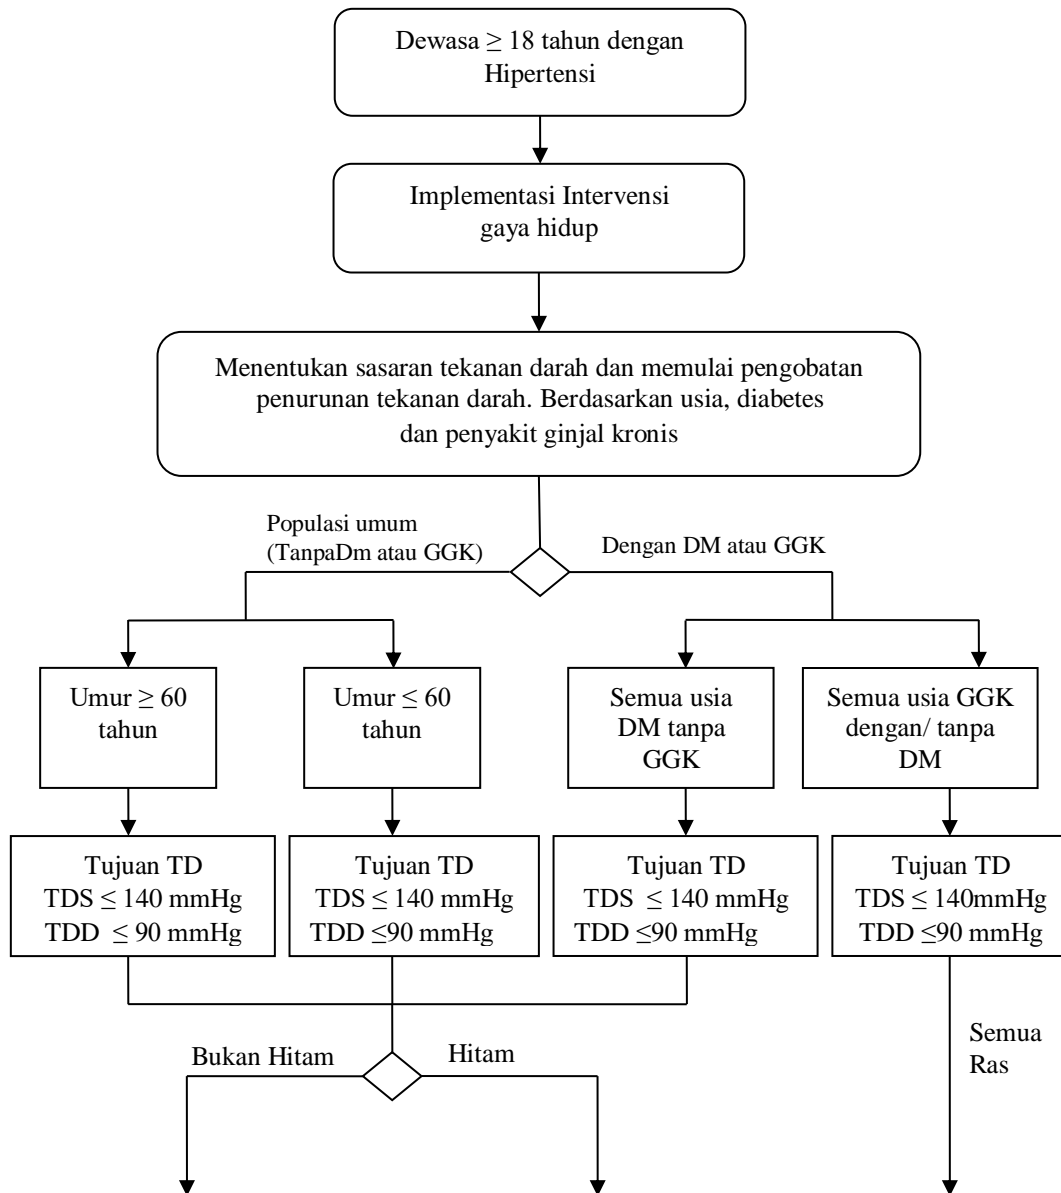 Dewasa ≥ 18 tahun dengan
Hipertensi
Implementasi Intervensi
gaya hidup
Menentukan sasaran tekanan darah dan memulai pengobatan
penurunan tekanan darah. Berdasarkan usia, diabetes
dan penyakit ginjal kronis
Populasi umum
(TanpaDm atau GGK)
Dengan DM atau GGK
Umur ≥ 60
tahun
Umur ≤ 60
tahun
Semua usia
DM tanpa
GGK
Semua usia GGK
dengan/ tanpa
DM
Tujuan TD
TDS ≤ 140 mmHg
TDD ≤ 90 mmHg
Tujuan TD
TDS ≤ 140 mmHg
TDD ≤90 mmHg
Tujuan TD
TDS ≤ 140 mmHg
TDD ≤90 mmHg
Tujuan TD
TDS ≤ 140mmHg
TDD ≤90 mmHg
Bukan Hitam
Hitam
Semua
Ras